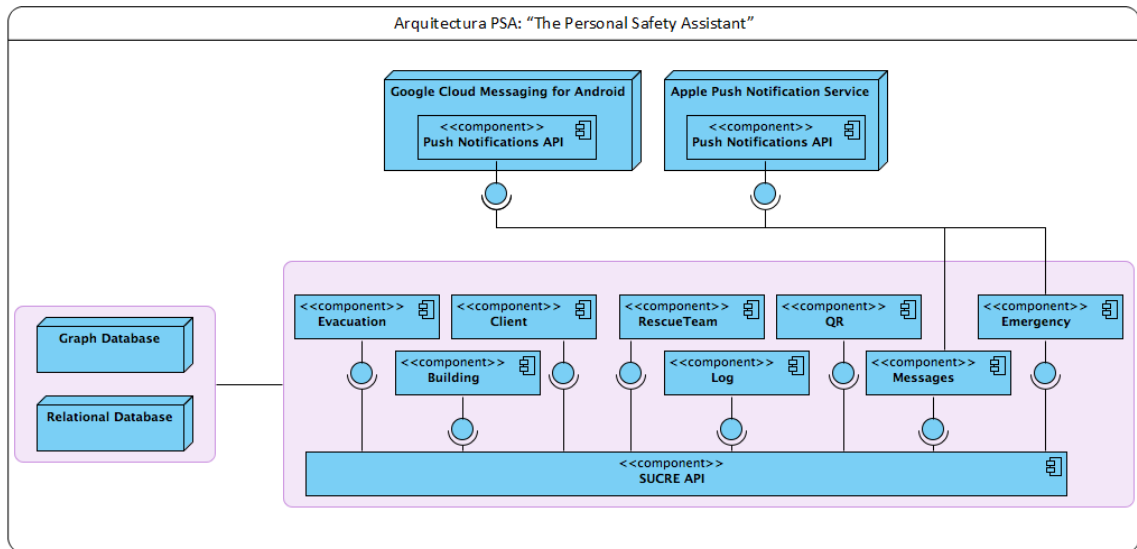 Arquitectura PSA: “The Personal Safety Assistant”
Google Cloud Messaging for Android
<<component>>
Push Notifications API
Apple Push Notification Service
<<component>>
Push Notifications API
Graph Database
Relational Database
<<component>>
Evacuation
<<component>>
Client
<<component>>
RescueTeam
<<component>>
QR
<<component>>
Emergency
<<component>>
Building
<<component>>
Log
<<component>>
Messages
<<component>>
SUCRE API